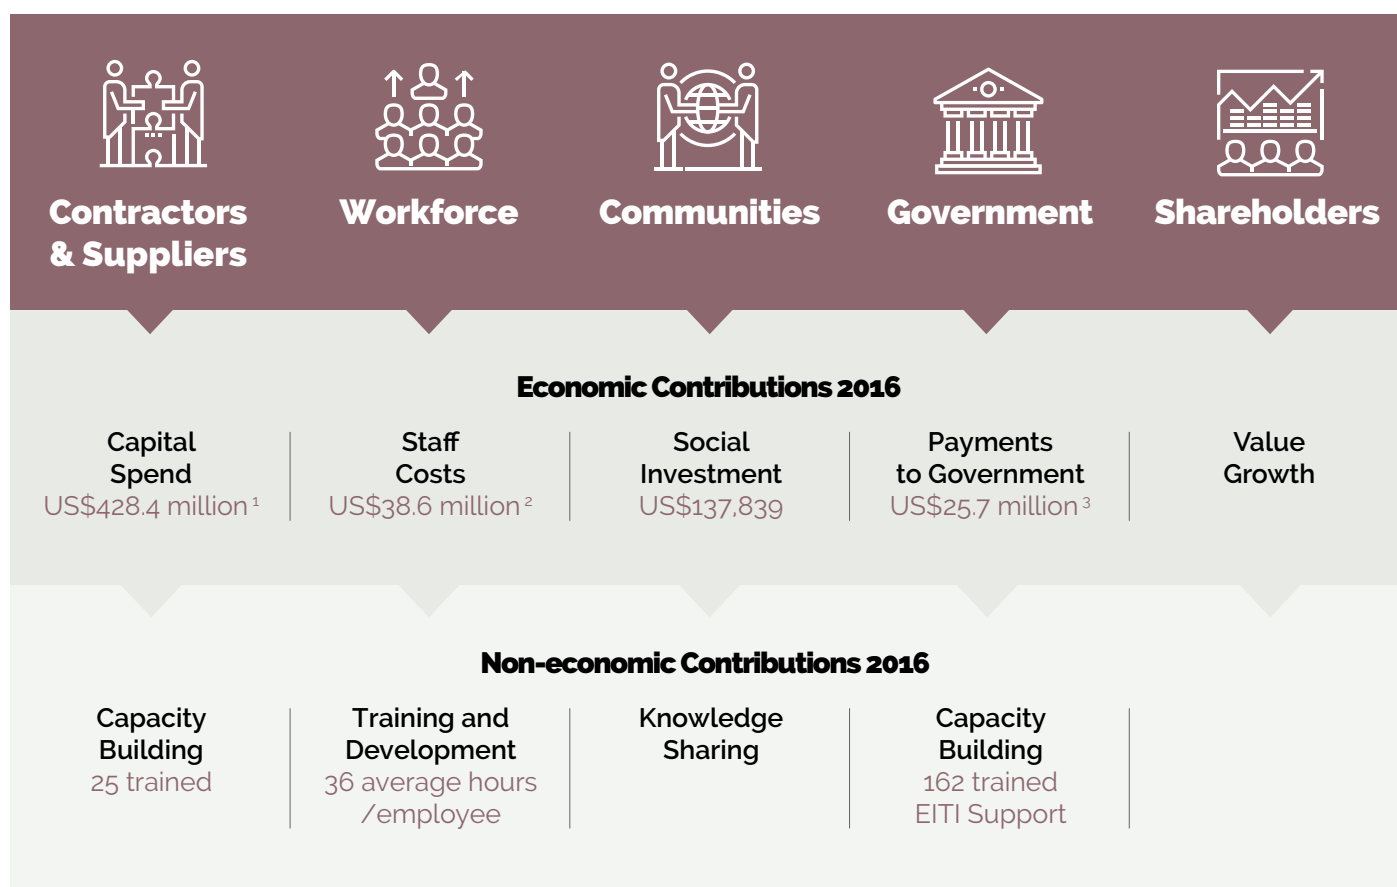 Contractors
& Suppliers
Workforce
Communities
Government
Shareholders
Economic Contributions 2016
Capital
Spend
US$428.4 million ¹
Staff
Costs
US$38.6 million ²
Social
Investment
US$137,839
Payments
to Government
US$25.7 million ³
Value
Growth
Non-economic Contributions 2016
Capacity
Building
25 trained
Training and
Development
36 average hours
/employee
Knowledge
Sharing
Capacity
Building
162 trained
EITI Support